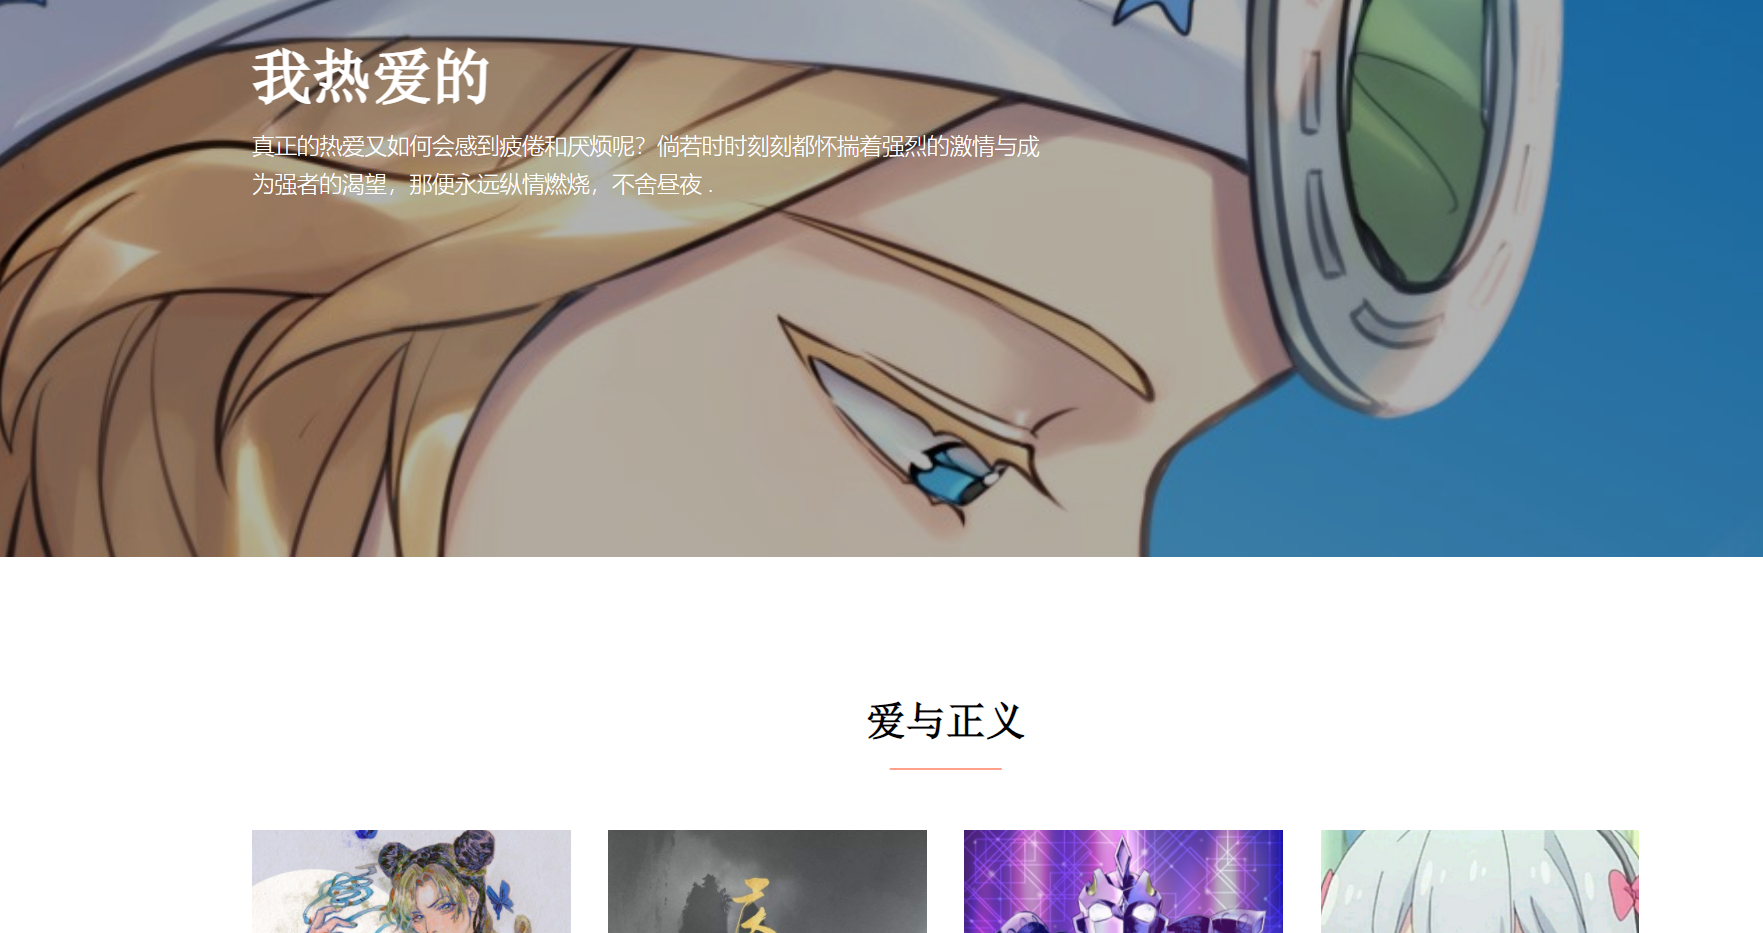 我热爱的
真正的热爱又如何会感到疲倦和厌烦呢？倘若时时刻刻都怀揣着强烈的激情与成
为强者的渴望，那便永远纵情燃烧，不舍昼夜 .
爱与正义